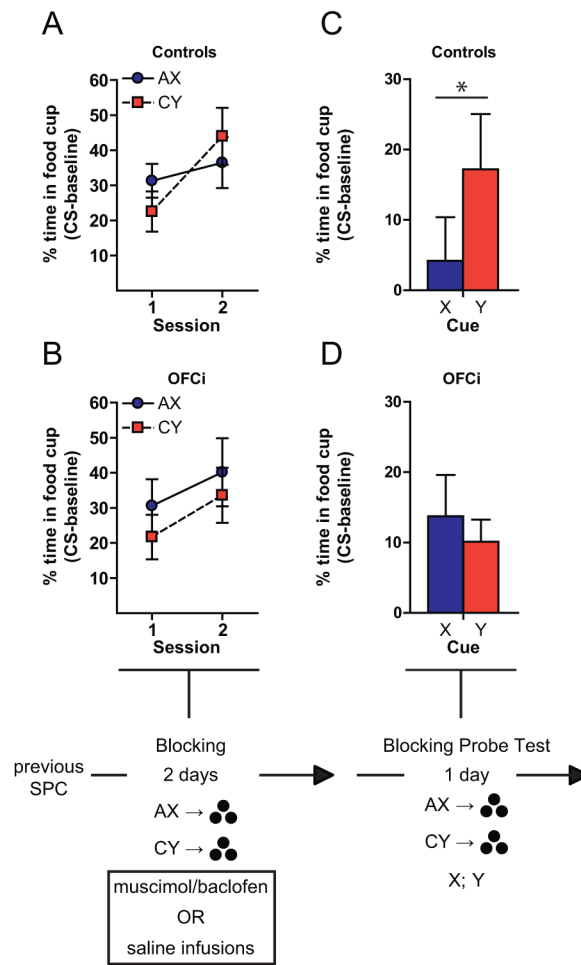 A
Controls
AX
CY
60
50
40
30
20
10
% time in food cup
(CS-baseline)
1 2
Session
C
Controls
*
30
20
10
0
% time in food cup
(CS-baseline)
X Y
Cue
B
OFCi
AX
CY
60
50
40
30
20
10
% time in food cup
(CS-baseline)
1 2
Session
D
OFCi
30
20
10
0
% time in food cup
(CS-baseline)
X Y
Cue
previous
SPC
Blocking
2 days
AX →
CY →
muscimol/baclofen
OR
saline infusions
Blocking Probe Test
1 day
AX →
CY →
X; Y